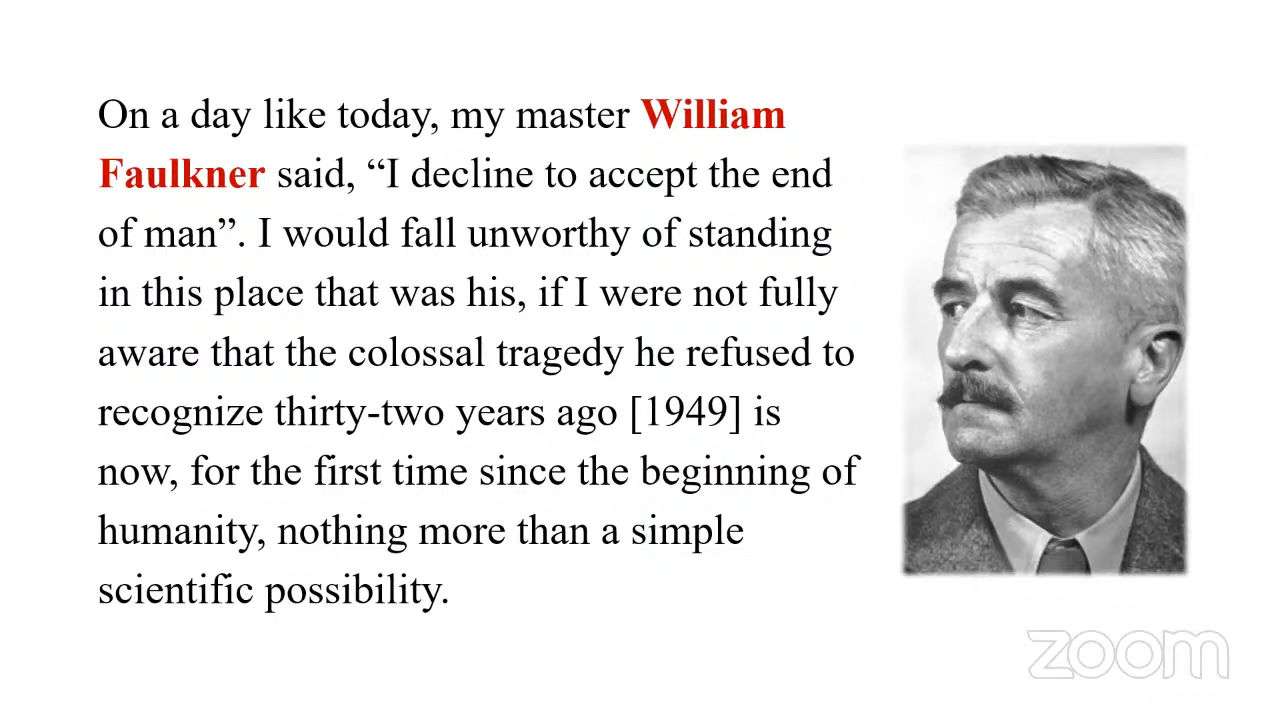 On a day like today, my master William
Faulkner said, “I decline to accept the end
of man”. I would fall unworthy of standing
in this place that was his, if I were not fully
aware that the colossal tragedy he refused to
recognize thirty-two years ago [1949] is
now, for the first time since the beginning of
humanity, nothing more than a simple
scientific possibility.
zoom